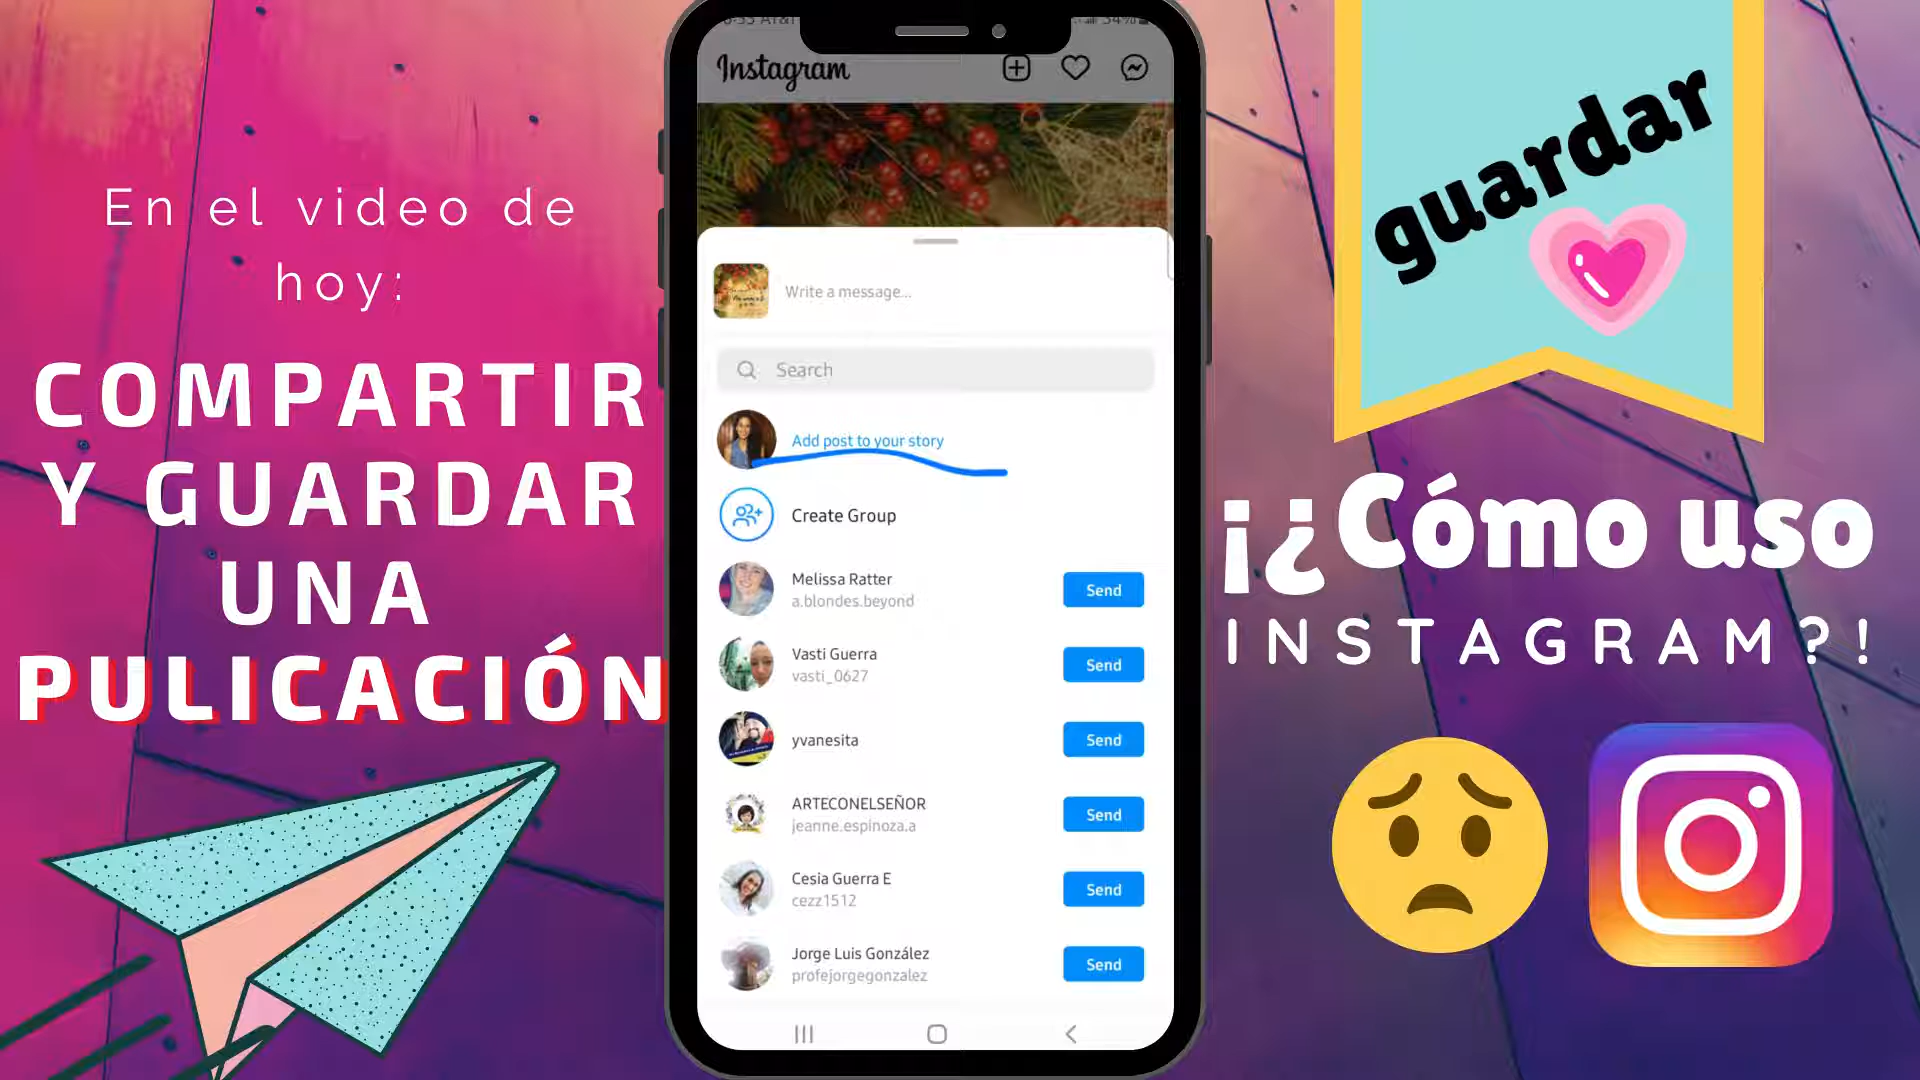 En el video de
hoy:
COMPARTIR
Y GUARDAR
UNA
PULICACIÓN
Instagram
Write a message...
Search
Add post to your story
Create Group
Melissa Ratter
a.blondes.beyond
Send
Vasti Guerra
vasti_0627
Send
yvanesita
Send
ARTECONELSEÑOR
jeanne.espinoza.a
Send
Cesia Guerra E
cezz1512
Send
Jorge Luis González
profejorgegonzalez
Send
guardar
¡¿Cómo uso
INSTAGRAM?!